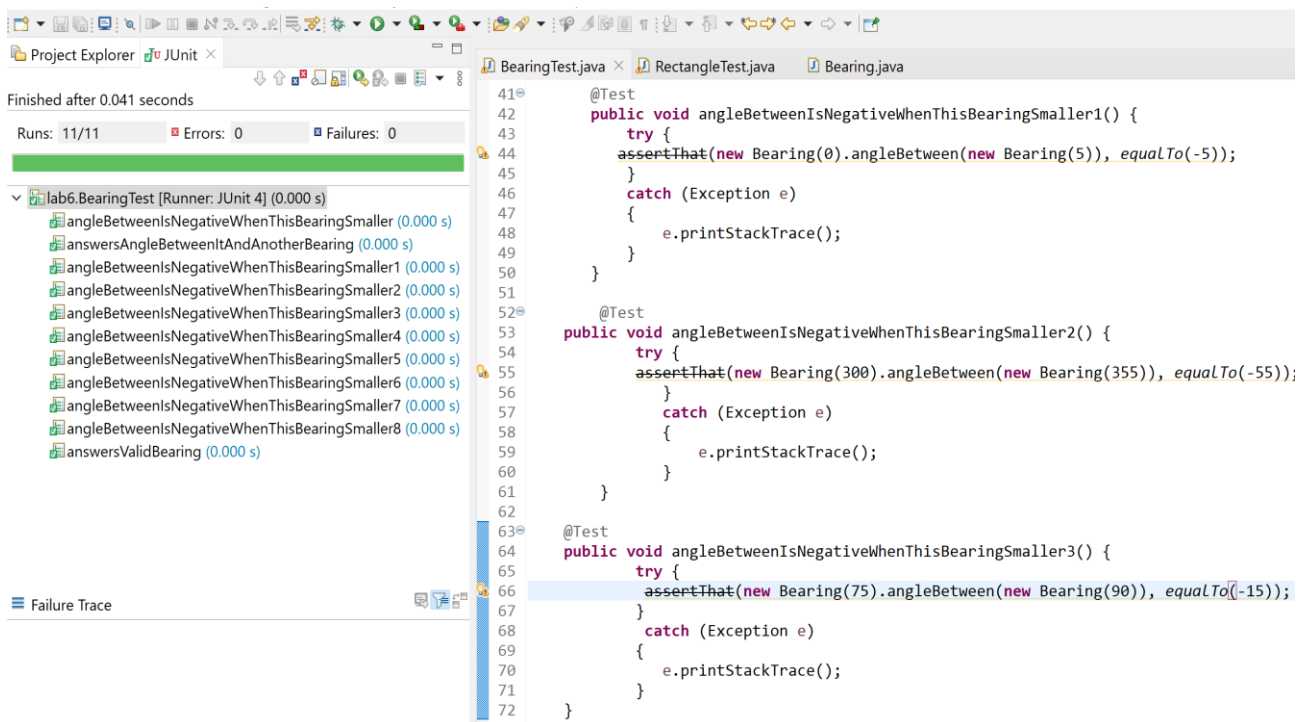 Project Explorer JUnit
Finished after 0.041 seconds
Runs: 11/11 Errors: 0 Failures: 0
lab6.BearingTest [Runner: JUnit 4] (0.000 s)
angleBetweenIsNegativeWhenThisBearingSmaller (0.000 s)
answersAngleBetweenItAndAnotherBearing (0.000 s)
angleBetweenIsNegativeWhenThisBearingSmaller1 (0.000 s)
angleBetweenIsNegativeWhenThisBearingSmaller2 (0.000 s)
angleBetweenIsNegativeWhenThisBearingSmaller3 (0.000 s)
angleBetweenIsNegativeWhenThisBearingSmaller4 (0.000 s)
angleBetweenIsNegativeWhenThisBearingSmaller5 (0.000 s)
angleBetweenIsNegativeWhenThisBearingSmaller6 (0.000 s)
angleBetweenIsNegativeWhenThisBearingSmaller7 (0.000 s)
angleBetweenIsNegativeWhenThisBearingSmaller8 (0.000 s)
answersValidBearing (0.000 s)
Failure Trace
BearingTest.java RectangleTest.java Bearing.java
41 @Test
42 public void angleBetweenIsNegativeWhenThisBearingSmaller1() {
43 try {
44 assertThat(new Bearing(0).angleBetween(new Bearing(5)), equalTo(-5));
45 }
46 catch (Exception e)
47 {
48 e.printStackTrace();
49 }
50 }
51
52 @Test
53 public void angleBetweenIsNegativeWhenThisBearingSmaller2() {
54 try {
55 assertThat(new Bearing(300).angleBetween(new Bearing(355)), equalTo(-55));
56 }
57 catch (Exception e)
58 {
59 e.printStackTrace();
60 }
61 }
62
63 @Test
64 public void angleBetweenIsNegativeWhenThisBearingSmaller3() {
65 try {
66 assertThat(new Bearing(75).angleBetween(new Bearing(90)), equalTo(-15));
67 }
68 catch (Exception e)
69 {
70 e.printStackTrace();
71 }
72 }